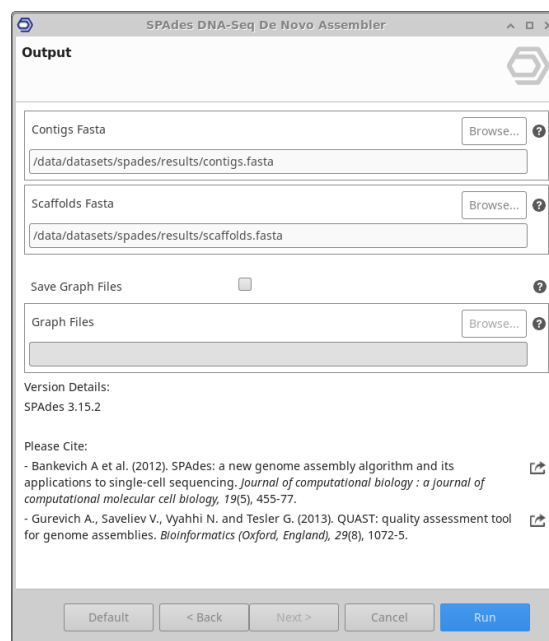 SPAdes DNA-Seq De Novo Assembler
Output
Contigs Fasta
Browse...
/data/datasets/spades/results/contigs.fasta
Scaffolds Fasta
Browse...
/data/datasets/spades/results/scaffolds.fasta
Save Graph Files
Graph Files
Browse...
Version Details:
SPAdes 3.15.2
Please Cite:
- Bankevich A et al. (2012). SPAdes: a new genome assembly algorithm and its
applications to single-cell sequencing. Journal of computational biology : a journal of
computational molecular cell biology, 19(5), 455-77.
- Gurevich A., Saveliev V., Vyahhi N. and Tesler G. (2013). QUAST: quality assessment tool
for genome assemblies. Bioinformatics (Oxford, England), 29(8), 1072-5.
Default
< Back
Next >
Cancel
Run